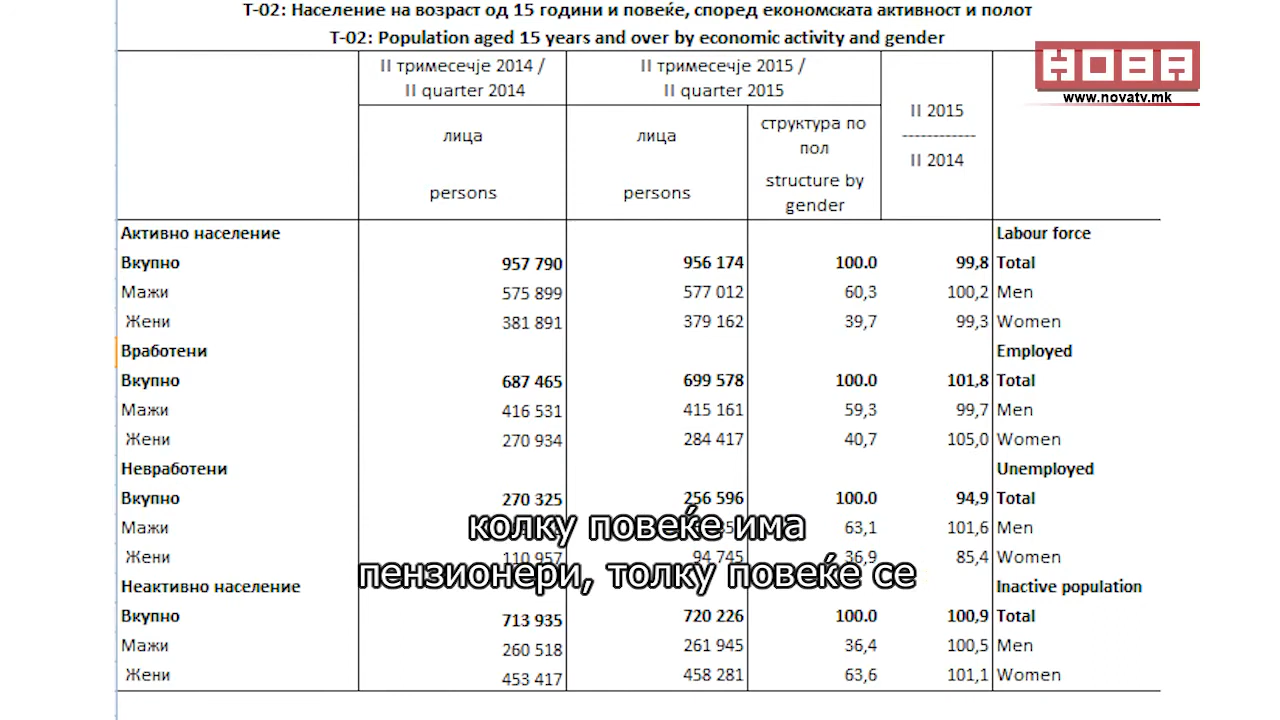 T-02: Население на возраст од 15 години и повеќе, според економската активност и полот
T-02: Population aged 15 years and over by economic activity and gender
II тримесечје 2014 / II тримесечје 2015 /
II quarter 2014 II quarter 2015
НОВА
www.novatv.mk
II 2015
------------
II 2014
лица лица структура по
пол
persons persons structure by
gender
Активно население Labour force
Вкупно 957 790 956 174 100.0 99,8 Total
Мажи 575 899 577 012 60,3 100,2 Men
Жени 381 891 379 162 39,7 99,3 Women
Вработени Employed
Вкупно 687 465 699 578 100.0 101,8 Total
Мажи 416 531 415 161 59,3 99,7 Men
Жени 270 934 284 417 40,7 105,0 Women
Невработени Unemployed
Вкупно 270 325 256 596 100.0 94,9 Total
Мажи 63,1 101,6 Men
колку повеќе има
Жени 110 957 94 745 36,9 85,4 Women
пензионери, толку повеќе се
Неактивно население Inactive population
Вкупно 713 935 720 226 100.0 100,9 Total
Мажи 260 518 261 945 36,4 100,5 Men
Жени 453 417 458 281 63,6 101,1 Women